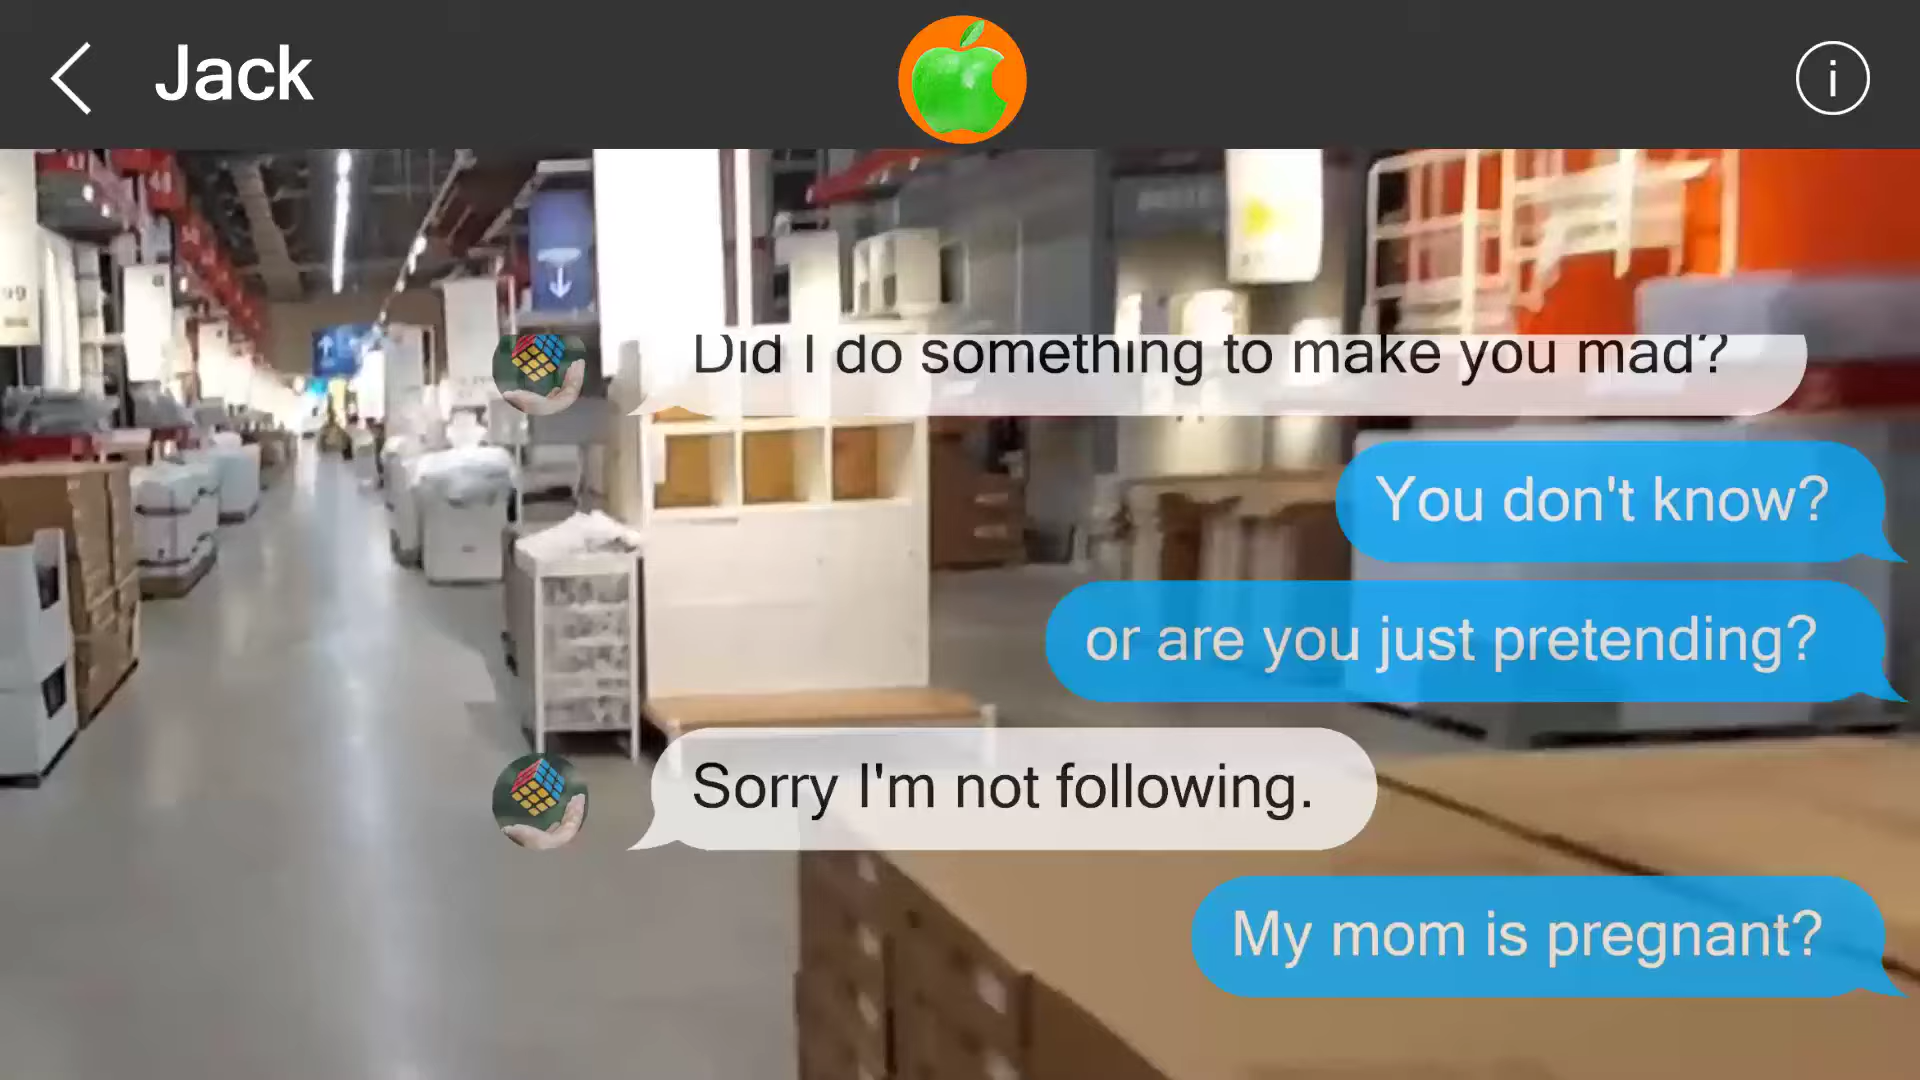 Jack
Did I do something to make you mad?
You don't know?
or are you just pretending?
Sorry I'm not following.
My mom is pregnant?